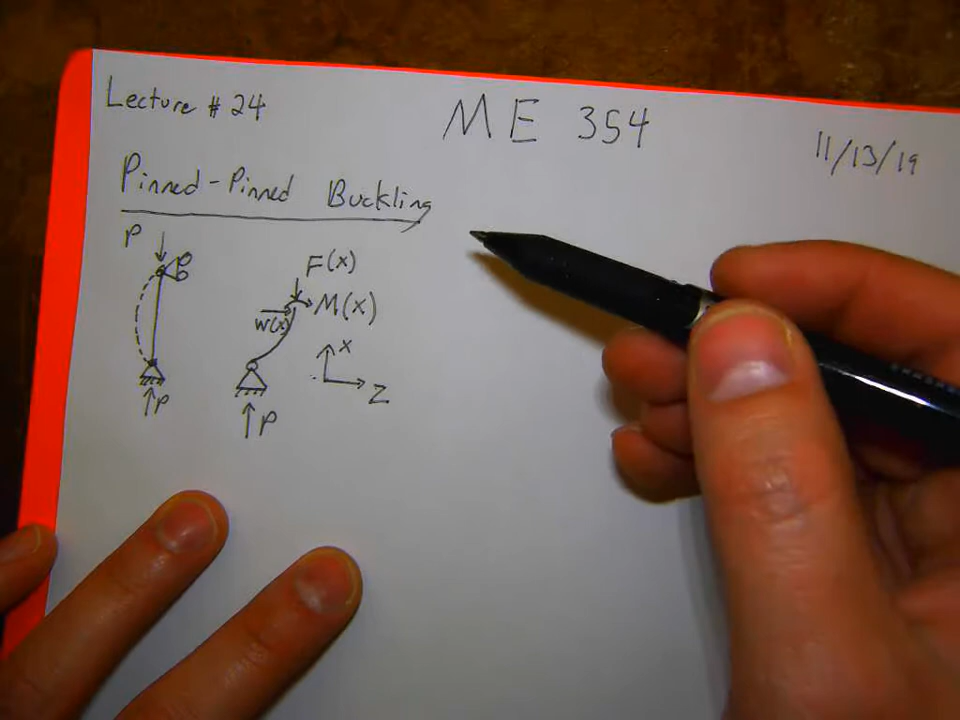 Lecture # 24
ME 354
11/13/19
Pinned-Pinned Buckling
P
F(x)
M(x)
w(x)
x
z
P
P